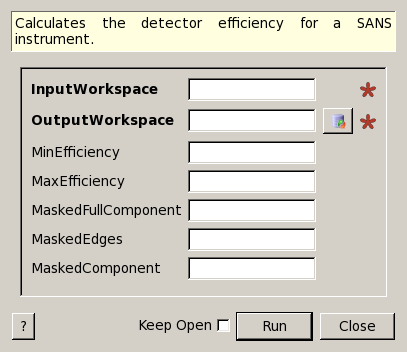 Calculates the detector efficiency for a SANS
instrument.
InputWorkspace
OutputWorkspace
MinEfficiency
MaxEfficiency
MaskedFullComponent
MaskedEdges
MaskedComponent
? Keep Open Run Close